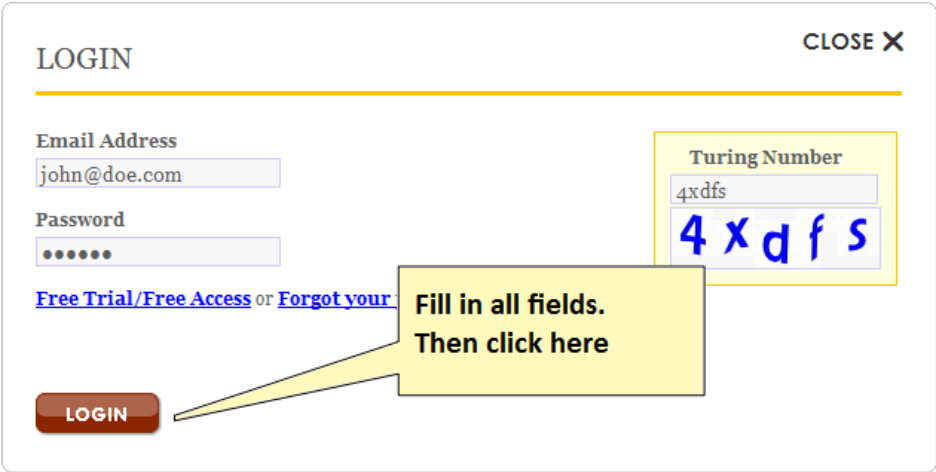 LOGIN
CLOSE X
Email Address
john@doe.com
Turing Number
4xdfs
4xdfs
Password
••••••
Free Trial/Free Access or Forgot your
Fill in all fields.
Then click here
LOGIN